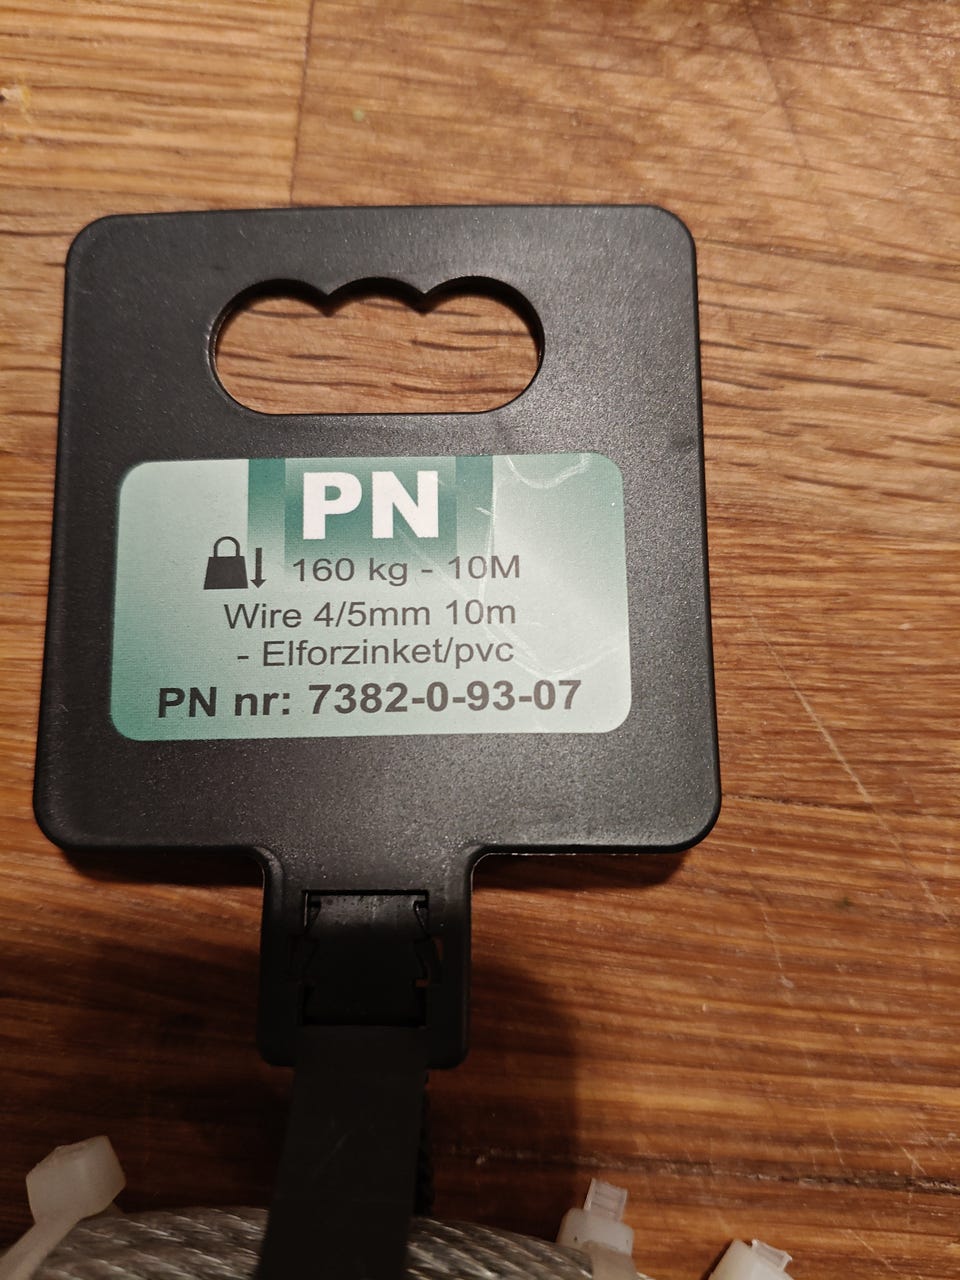 PN
160 kg - 10M
Wire 4/5mm 10m
- Elforzinket/pvc
PN nr: 7382-0-93-07